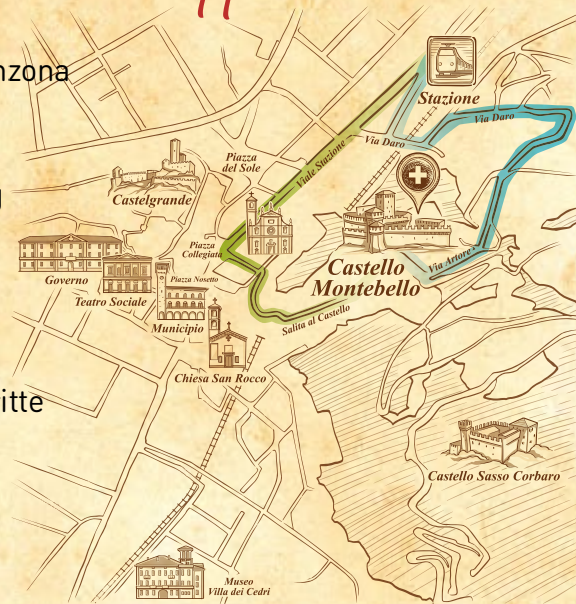 nzona
Stazione
Via Daro
Via Daro
Viale Stazione
Piazza
del Sole
Castelgrande
Piazza
Collegiata
Governo
Teatro Sociale
Piazza Nosetto
Municipio
Castello
Montebello
Via Artore
Salita al Castello
Chiesa San Rocco
itte
Castello Sasso Corbaro
Museo
Villa dei Cedri